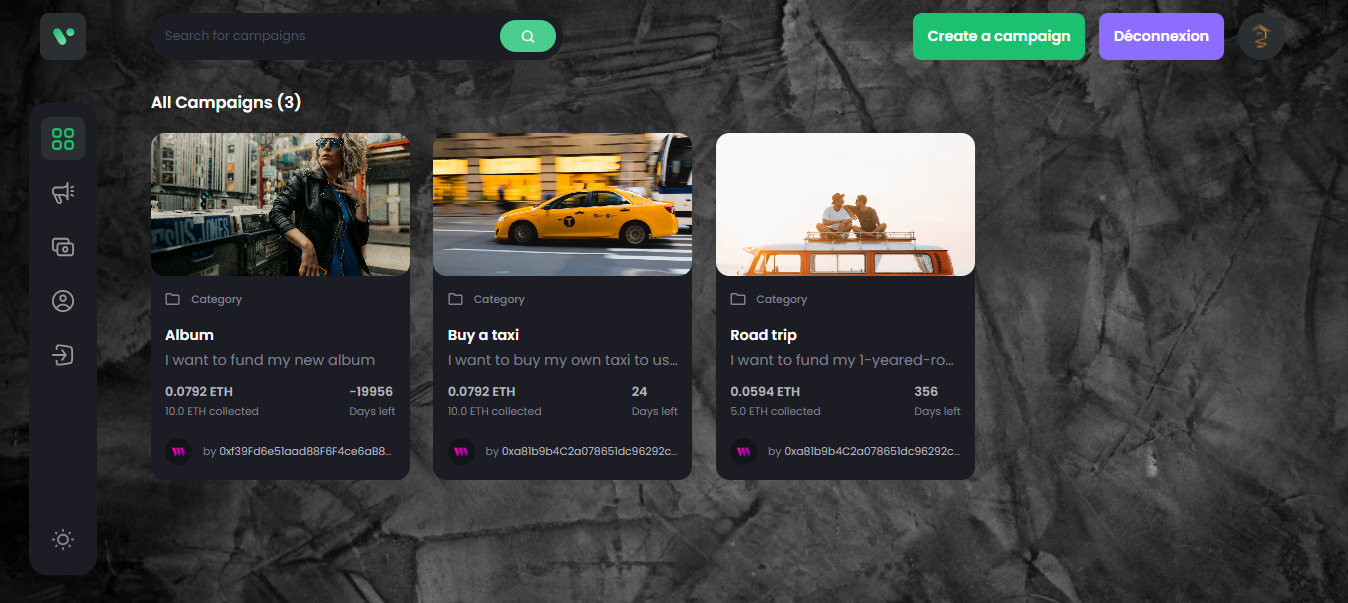 Search for campaigns
Create a campaign
Déconnexion
All Campaigns (3)
Category
Album
I want to fund my new album
0.0792 ETH
-19956
10.0 ETH collected
Days left
by 0xf39Fd6e51aad88F6F4ce6aB8...
Category
Buy a taxi
I want to buy my own taxi to us...
0.0792 ETH
24
10.0 ETH collected
Days left
by 0xa81b9b4C2a078651dc96292c...
Category
Road trip
I want to fund my 1-yeared-ro...
0.0594 ETH
356
5.0 ETH collected
Days left
by 0xa81b9b4C2a078651dc96292c...